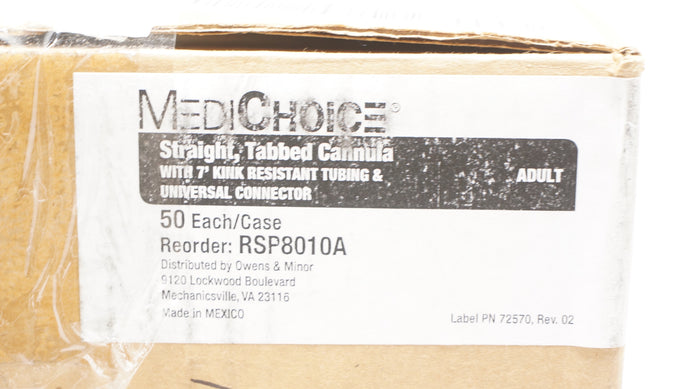 MEDICHOICE®
Straight, Tabbed Cannula
WITH 7' KINK RESISTANT TUBING &
UNIVERSAL CONNECTOR
ADULT
50 Each/Case
Reorder: RSP8010A
Distributed by Owens & Minor
9120 Lockwood Boulevard
Mechanicsville, VA 23116
Made in MEXICO
Label PN 72570, Rev. 02